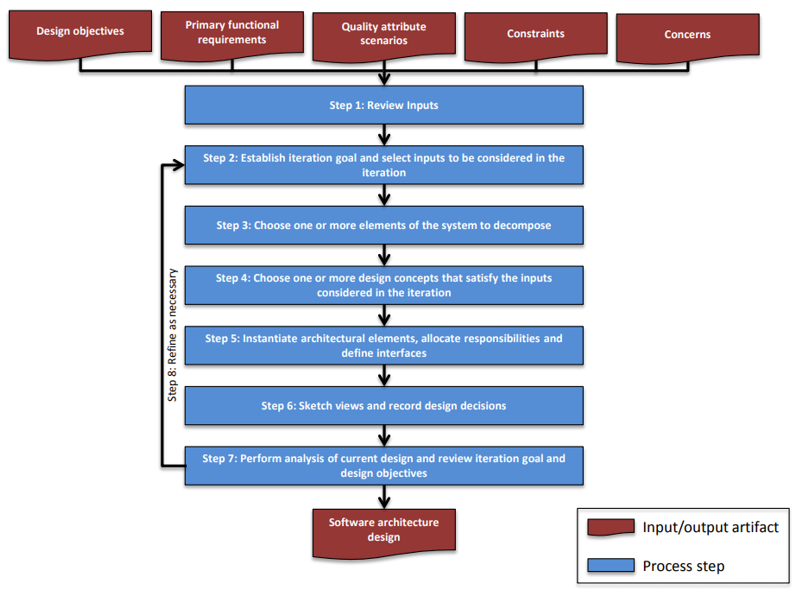 Design objectives
Primary functional
requirements
Quality attribute
scenarios
Constraints
Concerns
Step 1: Review Inputs
Step 2: Establish iteration goal and select inputs to be considered in the
iteration
Step 3: Choose one or more elements of the system to decompose
Step 4: Choose one or more design concepts that satisfy the inputs
considered in the iteration
Step 5: Instantiate architectural elements, allocate responsibilities and
define interfaces
Step 6: Sketch views and record design decisions
Step 7: Perform analysis of current design and review iteration goal and
design objectives
Step 8: Refine as necessary
Software architecture
design
Input/output artifact
Process step